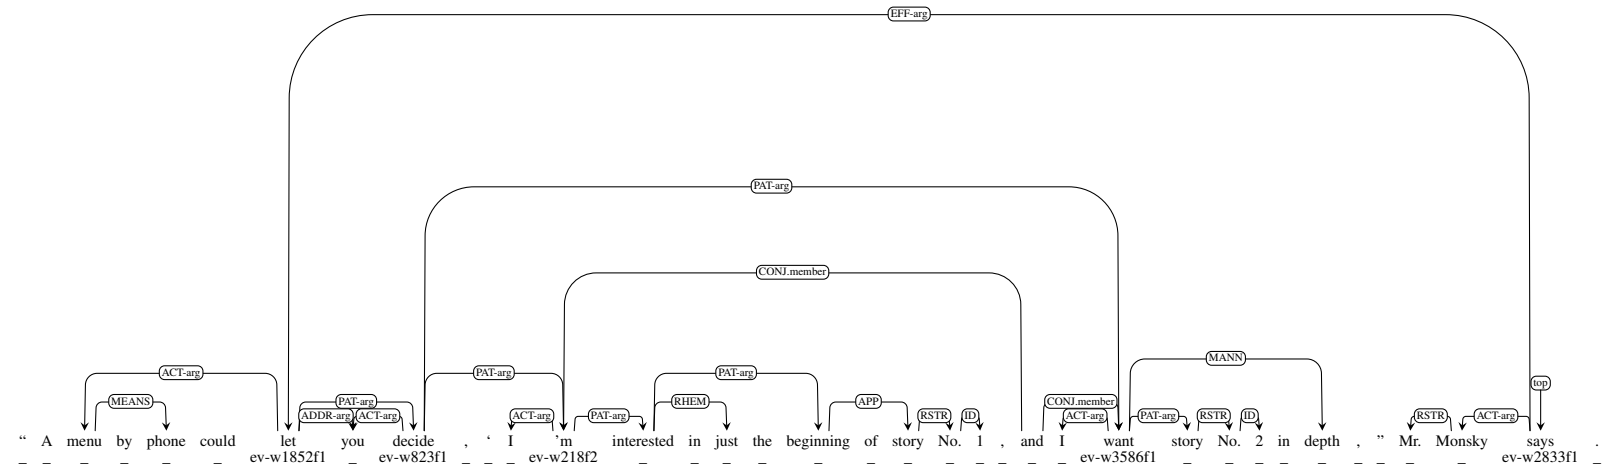 EFF-arg
PAT-arg
CONJ.member
MANN
ACT-arg PAT-arg PAT-arg top
MEANS PAT-arg RHEM APP CONJ.member
ADDR-arg ACT-arg ACT-arg PAT-arg RSTR ID ACT-arg PAT-arg RSTR ID RSTR ACT-arg
“ A menu by phone could let you decide , ‘ I ’m interested in just the beginning of story No. 1 , and I want story No. 2 in depth , ” Mr. Monsky says .
_ _ _ _ _ _ ev-w1852f1 _ ev-w823f1 _ _ _ ev-w218f2 _ _ _ _ _ _ _ _ _ _ _ _ ev-w3586f1 _ _ _ _ _ _ _ _ _ ev-w2833f1 _